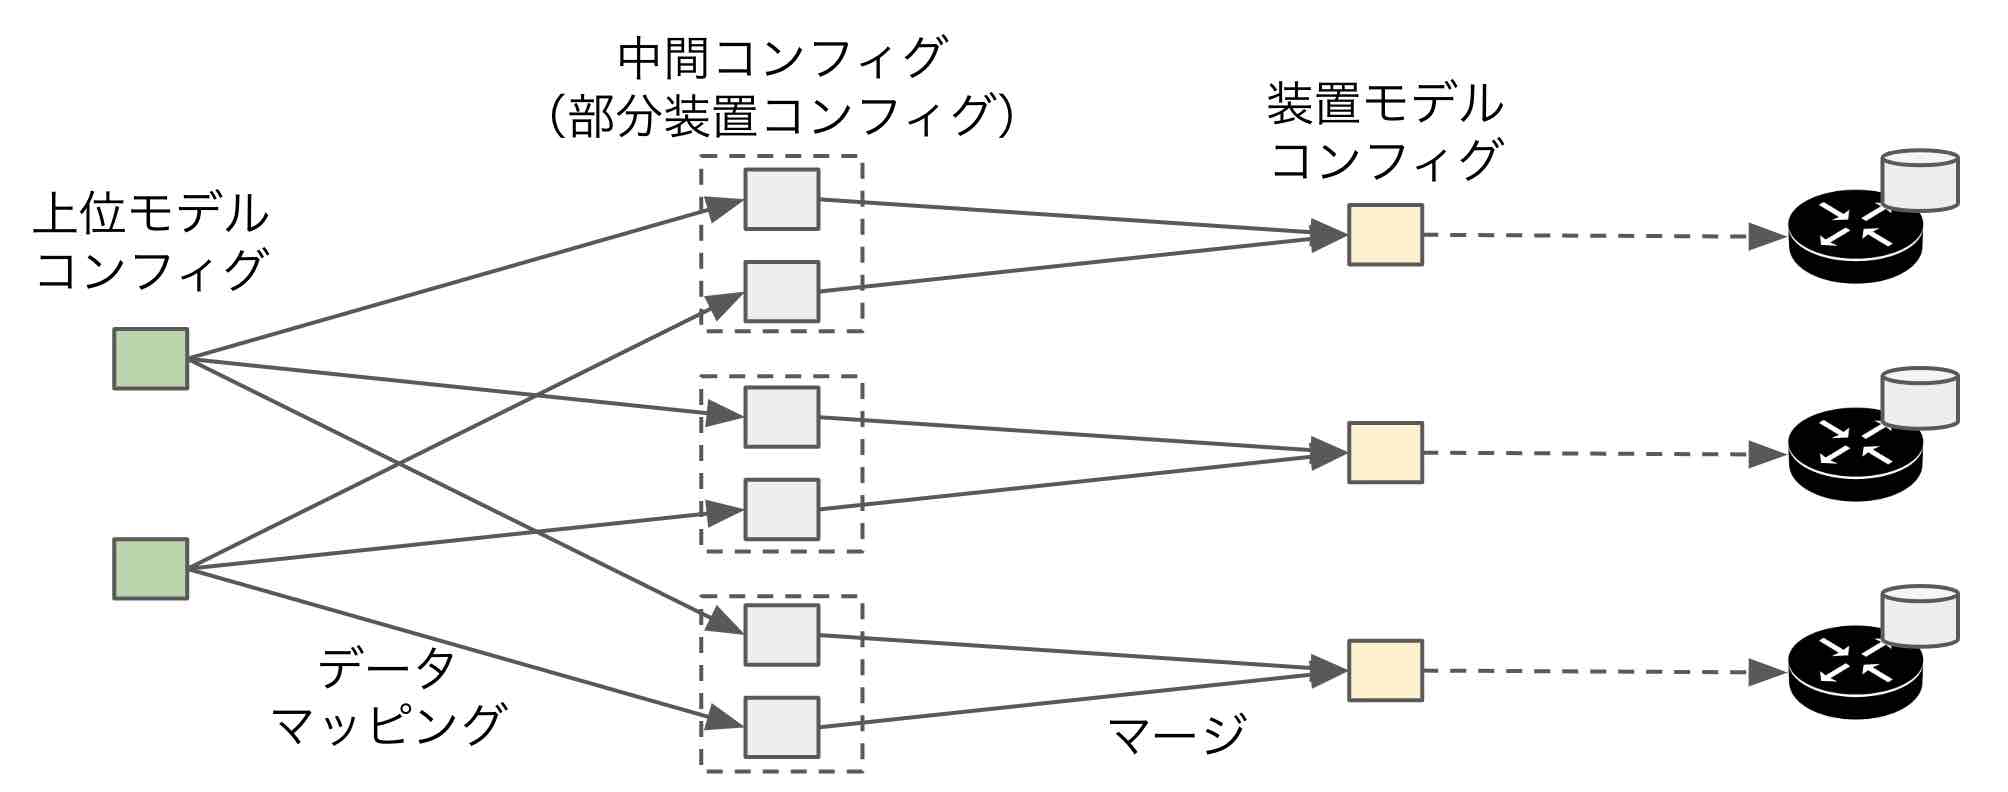 上位モデル
コンフィグ
中間コンフィグ
（部分装置コンフィグ）
装置モデル
コンフィグ
データ
マッピング
マージ